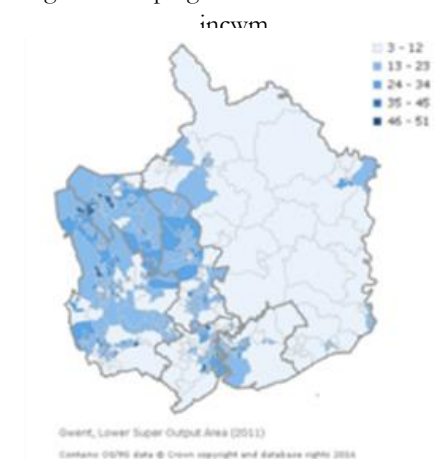 incwm
3 - 12
13 - 23
24 - 34
35 - 45
46 - 51
Gwent, Lower Super Output Area (2011)
Contains OS/NS data © Crown copyright and database rights 2016